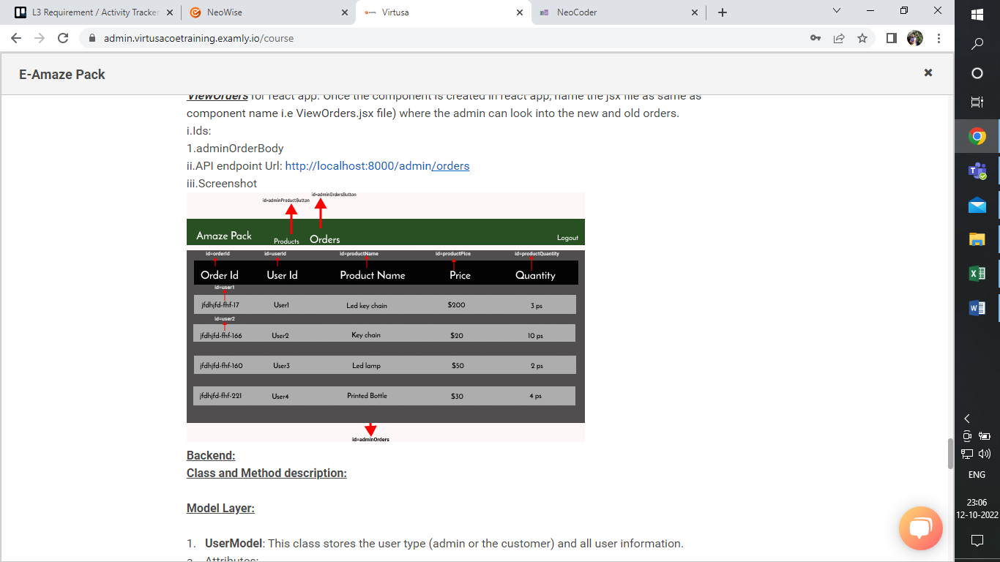 L3 Requirement / Activity Tracker
NeoWise
Virtusa
NeoCoder
admin.virtusacoetraining.examly.io/course
E-Amaze Pack
ViewOrders for react app. Once the component is created in react app, name the jsx file as same as
component name i.e ViewOrders.jsx file) where the admin can look into the new and old orders.
i.Ids:
1.adminOrderBody
ii.API endpoint Url: http://localhost:8000/admin/orders
iii.Screenshot
id=adminProductButton
id=adminOrdersButton
Amaze Pack Products Orders Logout
id=orderId id=userId id=productName id=productPice id=productQuantity
Order Id User Id Product Name Price Quantity
id=user1
jfdhjfd-fhf-17 User1 Led key chain $200 3 ps
id=user2
jfdhjfd-fhf-166 User2 Key chain $20 10 ps
jfdhjfd-fhf-160 User3 Led lamp $50 2 ps
jfdhjfd-fhf-221 User4 Printed Bottle $30 4 ps
id=adminOrders
Backend:
Class and Method description:
Model Layer:
1. UserModel: This class stores the user type (admin or the customer) and all user information.
a. Attributes:
ENG
23:06
12-10-2022